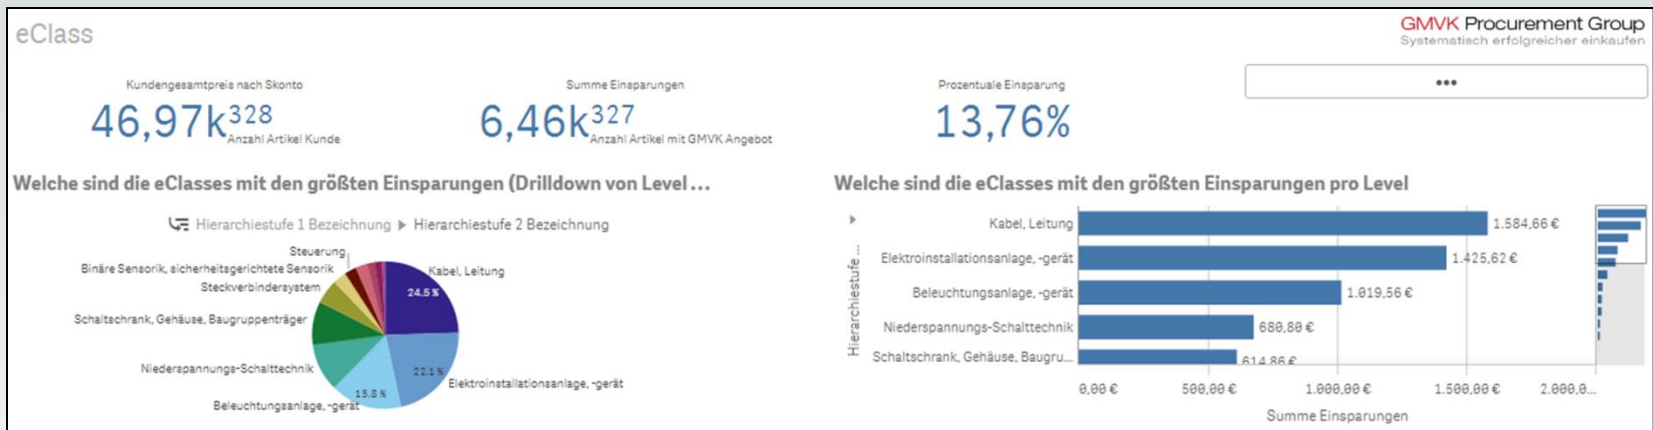 eClass
GMVK Procurement Group
Systematisch erfolgreicher einkaufen
Kundengesamtpreis nach Skonto
46,97k 328
Anzahl Artikel Kunde
Summe Einsparungen
6,46k 327
Anzahl Artikel mit GMVK Angebot
Prozentuale Einsparung
13,76%
•••
Welche sind die eClasses mit den größten Einsparungen (Drilldown von Level ...
Hierarchiestufe 1 Bezeichnung ▶ Hierarchiestufe 2 Bezeichnung
Steuerung
Binäre Sensorik, sicherheitsgerichtete Sensorik
Steckverbindersystem
Schaltschrank, Gehäuse, Baugruppenträger
Niederspannungs-Schalttechnik
Beleuchtungsanlage, -gerät
Kabel, Leitung
Elektroinstallationsanlage, -gerät
24.5 %
22.1 %
15.8 %
Welche sind die eClasses mit den größten Einsparungen pro Level
Hierarchiestufe ...
Kabel, Leitung
1.584,66 €
Elektroinstallationsanlage, -gerät
1.425,62 €
Beleuchtungsanlage, -gerät
1.019,56 €
Niederspannungs-Schalttechnik
680,80 €
Schaltschrank, Gehäuse, Baugru...
614,86 €
0,00 €
500,00 €
1.000,00 €
1.500,00 €
2.000,0...
Summe Einsparungen